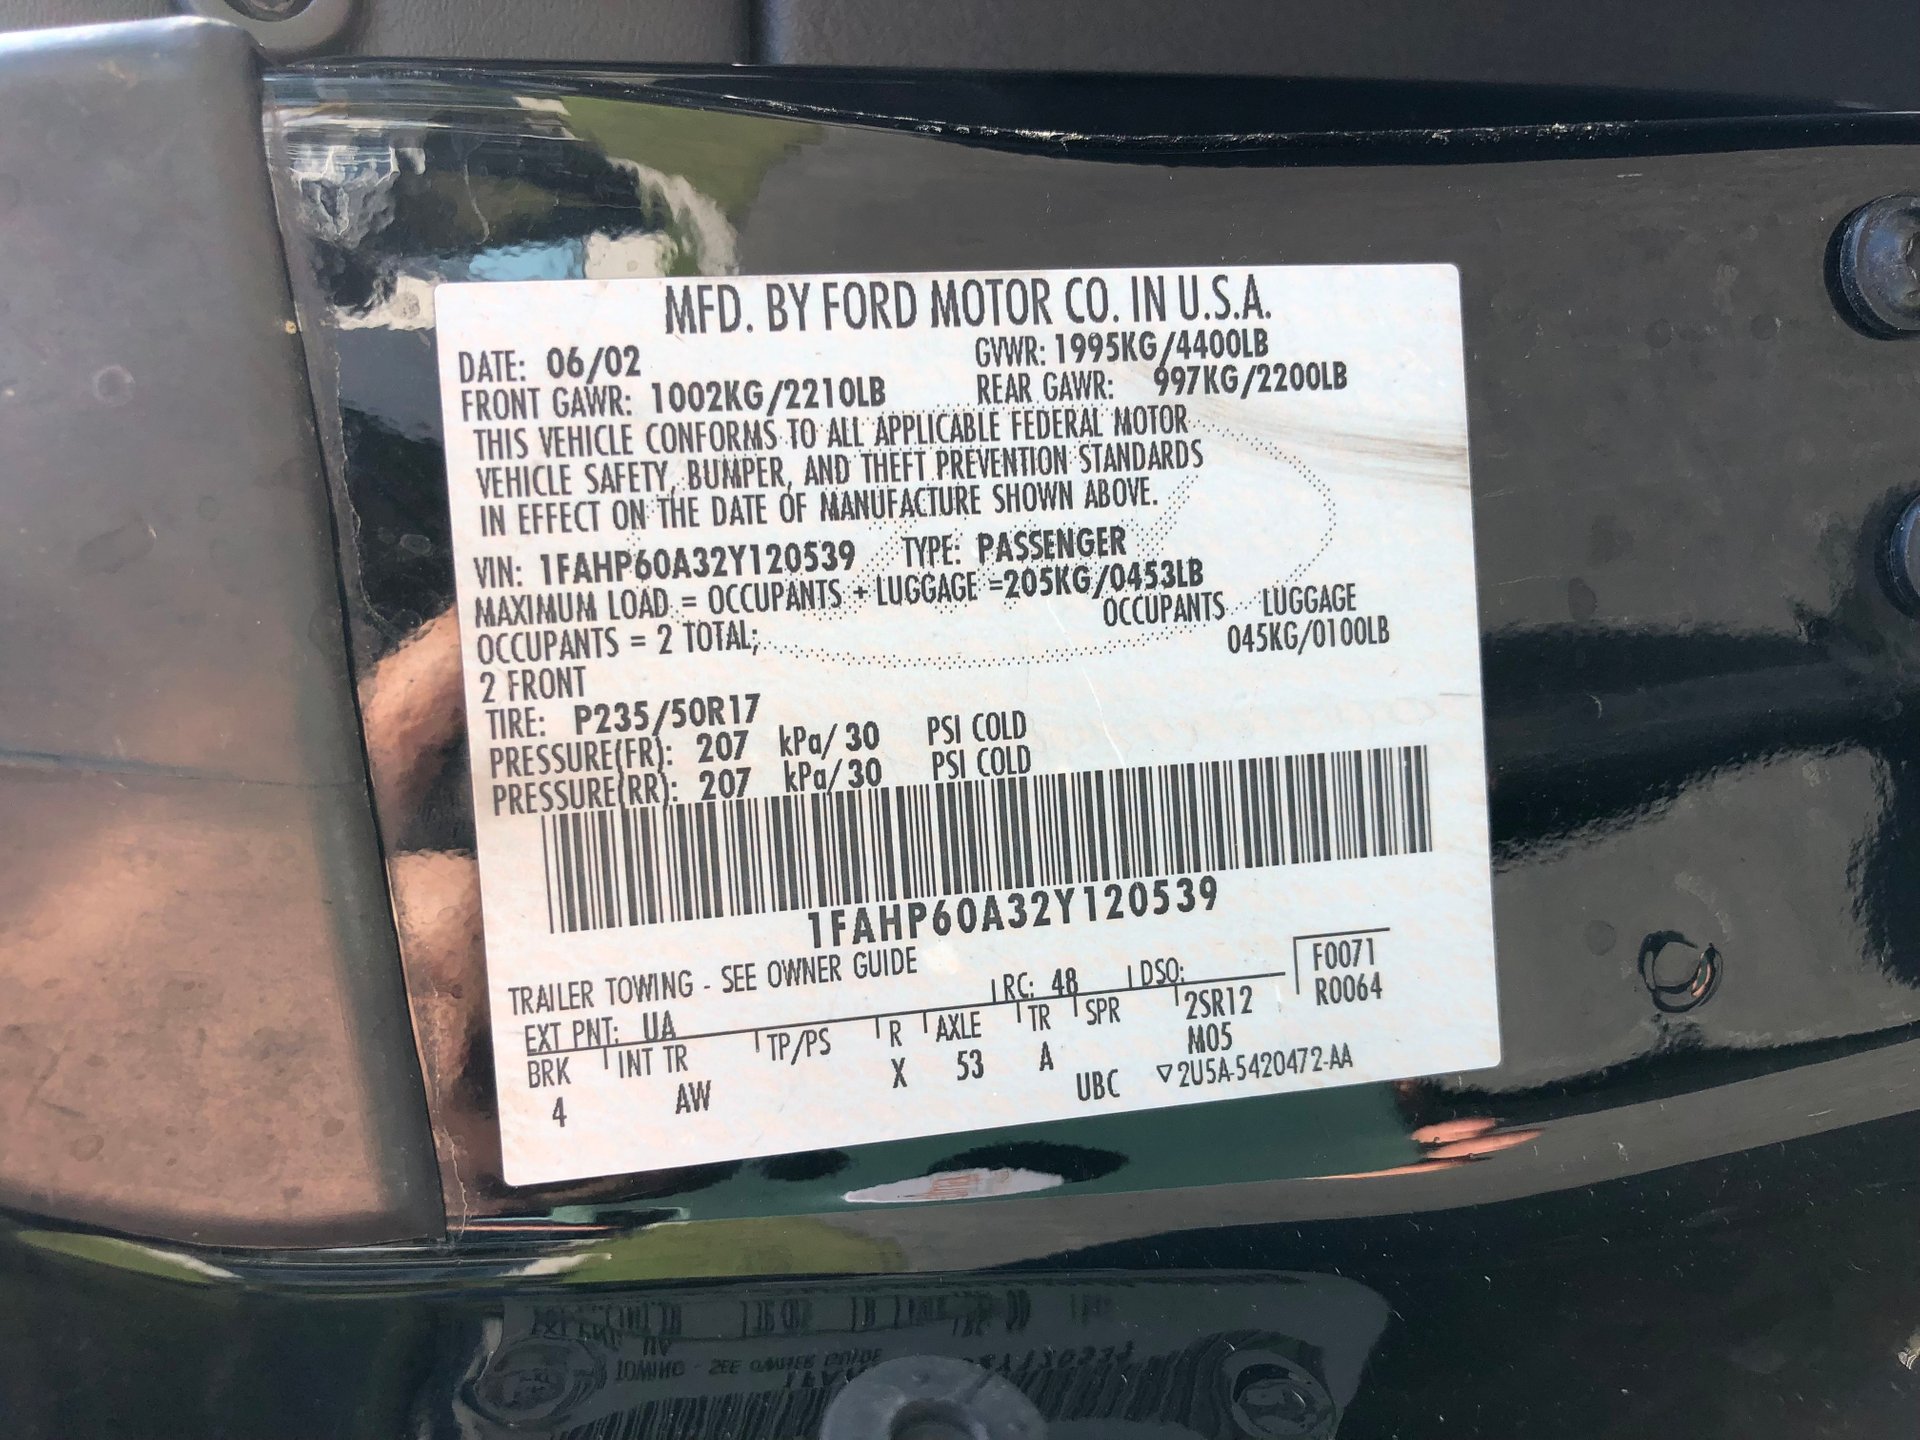 MFD. BY FORD MOTOR CO. IN U.S.A.
DATE: 06/02 GVWR: 1995KG/4400LB
FRONT GAWR: 1002KG/2210LB REAR GAWR: 997KG/2200LB
THIS VEHICLE CONFORMS TO ALL APPLICABLE FEDERAL MOTOR
VEHICLE SAFETY, BUMPER, AND THEFT PREVENTION STANDARDS
IN EFFECT ON THE DATE OF MANUFACTURE SHOWN ABOVE.
VIN: 1FAHP60A32Y120539 TYPE: PASSENGER
MAXIMUM LOAD = OCCUPANTS + LUGGAGE =205KG/0453LB
OCCUPANTS = 2 TOTAL; OCCUPANTS LUGGAGE
2 FRONT 045KG/0100LB
TIRE: P235/50R17
PRESSURE(FR): 207 kPa/ 30 PSI COLD
PRESSURE(RR): 207 kPa/ 30 PSI COLD
1FAHP60A32Y120539
TRAILER TOWING - SEE OWNER GUIDE
EXT PNT: UA RC: 48 DSO: F0071
R0064
BRK INT TR TP/PS R AXLE TR SPR 2SR12
4 AW X 53 A M05
UBC ▽2U5A-5420472-AA